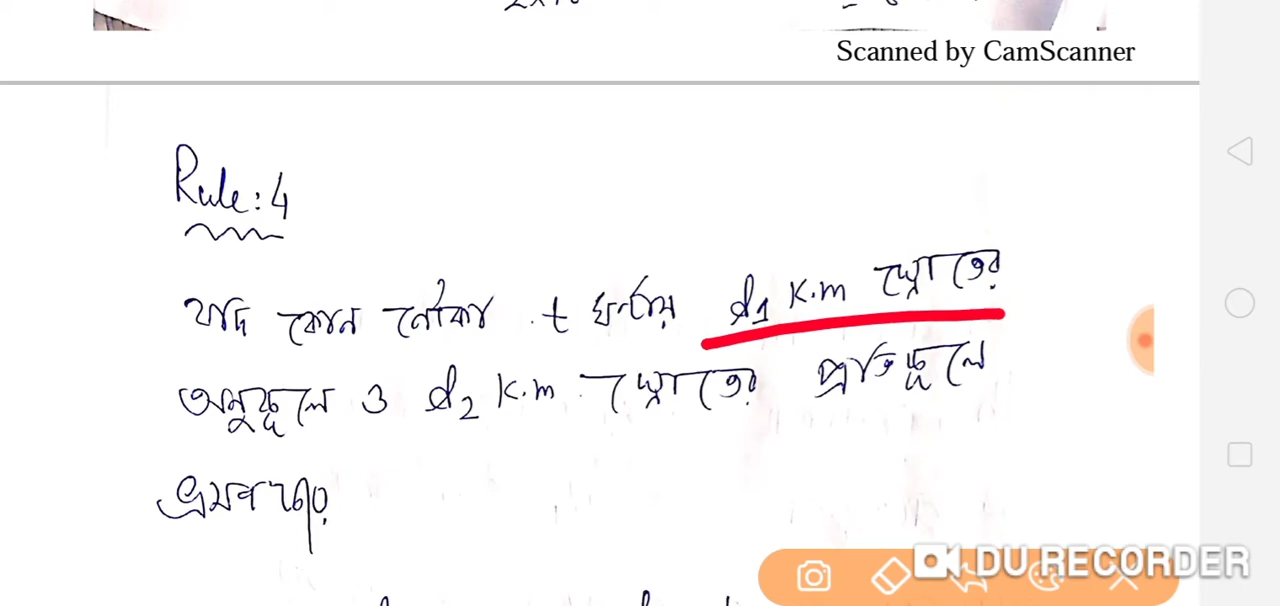 Scanned by CamScanner
Rule: 4
যদি কোন নৌকা t ঘন্টায় d1 K.m স্রোতের
অনুকূলে ও d2 K.m স্রোতের প্রতিকূলে
ভ্রমণ করে
DU RECORDER